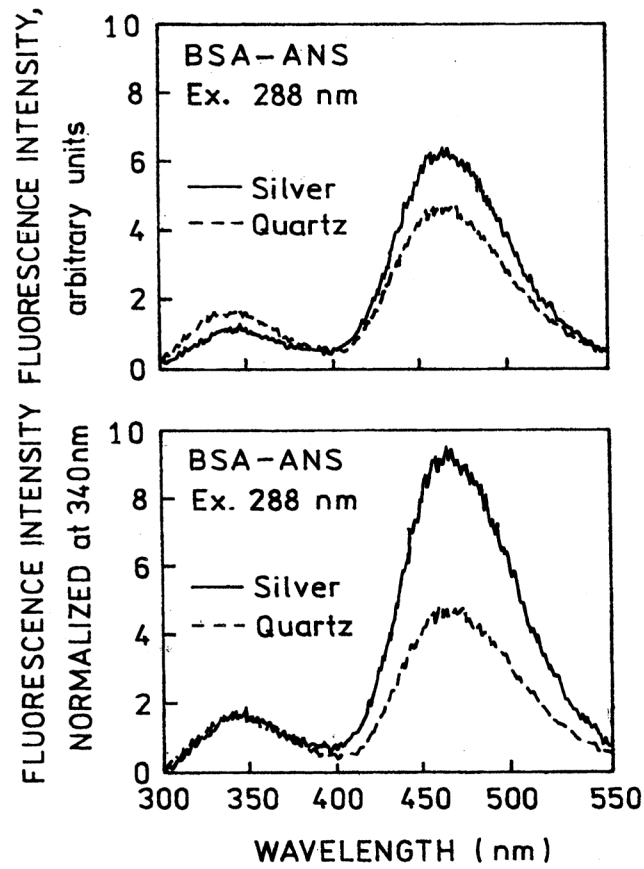 FLUORESCENCE INTENSITY,
arbitrary units
10
8
6
4
2
0
BSA-ANS
Ex. 288 nm
Silver
Quartz
FLUORESCENCE INTENSITY
NORMALIZED at 340nm
10
8
6
4
2
0
BSA-ANS
Ex. 288 nm
Silver
Quartz
300 350 400 450 500 550
WAVELENGTH (nm)